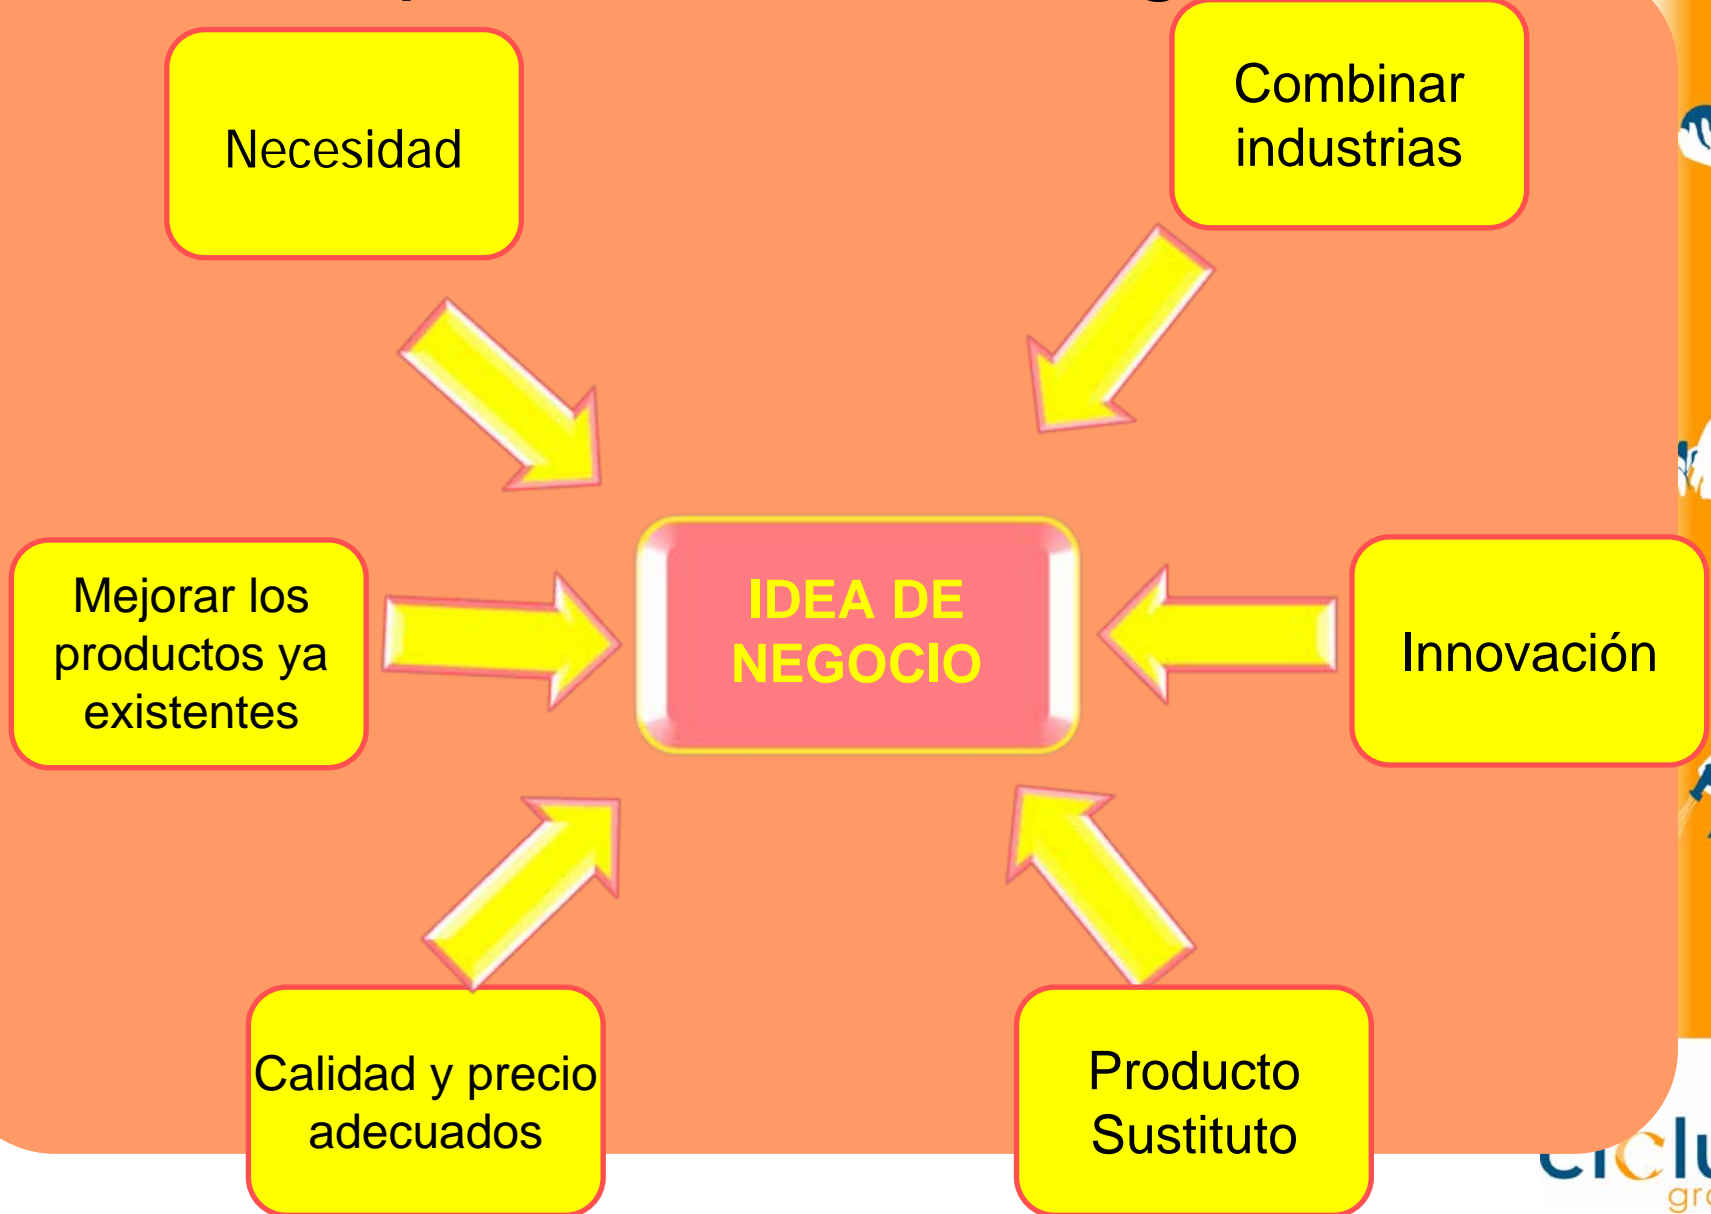 Necesidad
Combinar
industrias
Mejorar los
productos ya
existentes
IDEA DE
NEGOCIO
Innovación
Calidad y precio
adecuados
Producto
Sustituto